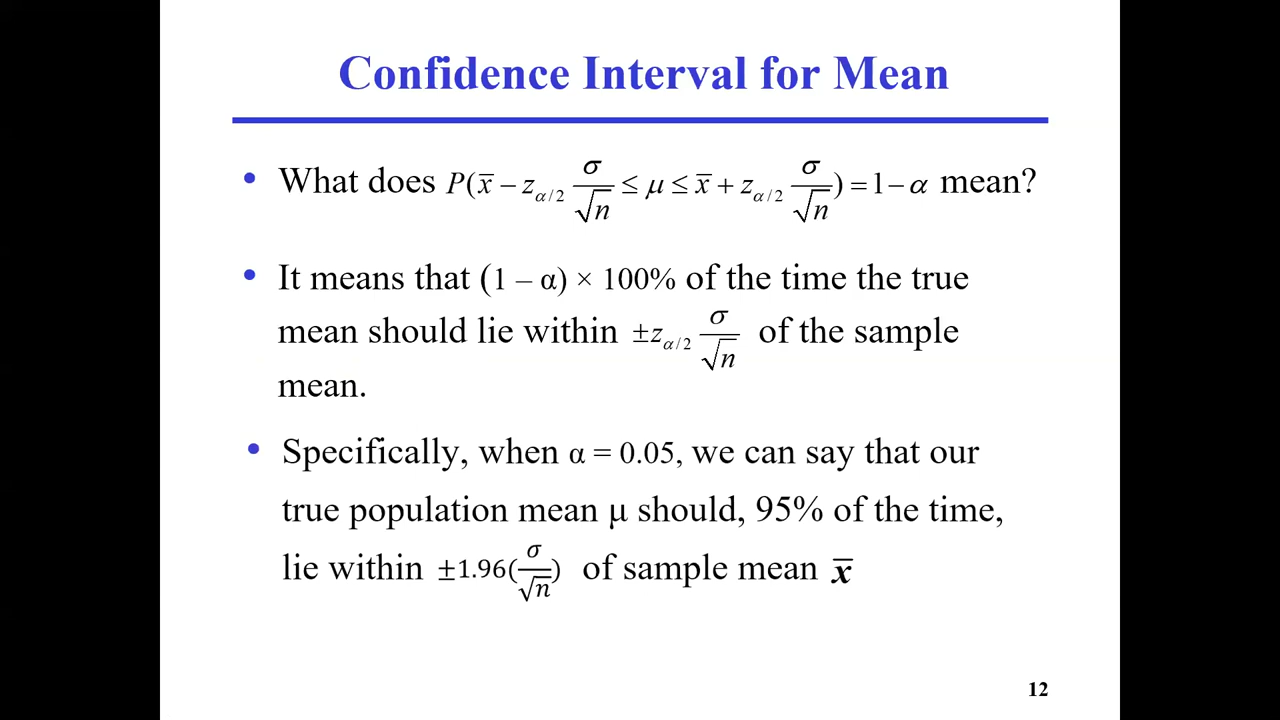 Confidence Interval for Mean
• What does P(x̅ − z_{α/2} σ/√n ≤ μ ≤ x̅ + z_{α/2} σ/√n) = 1 − α mean?
• It means that (1 – α) × 100% of the time the true
mean should lie within ±z_{α/2} σ/√n of the sample
mean.
• Specifically, when α = 0.05, we can say that our
true population mean μ should, 95% of the time,
lie within ±1.96(σ/√n) of sample mean x̅
12